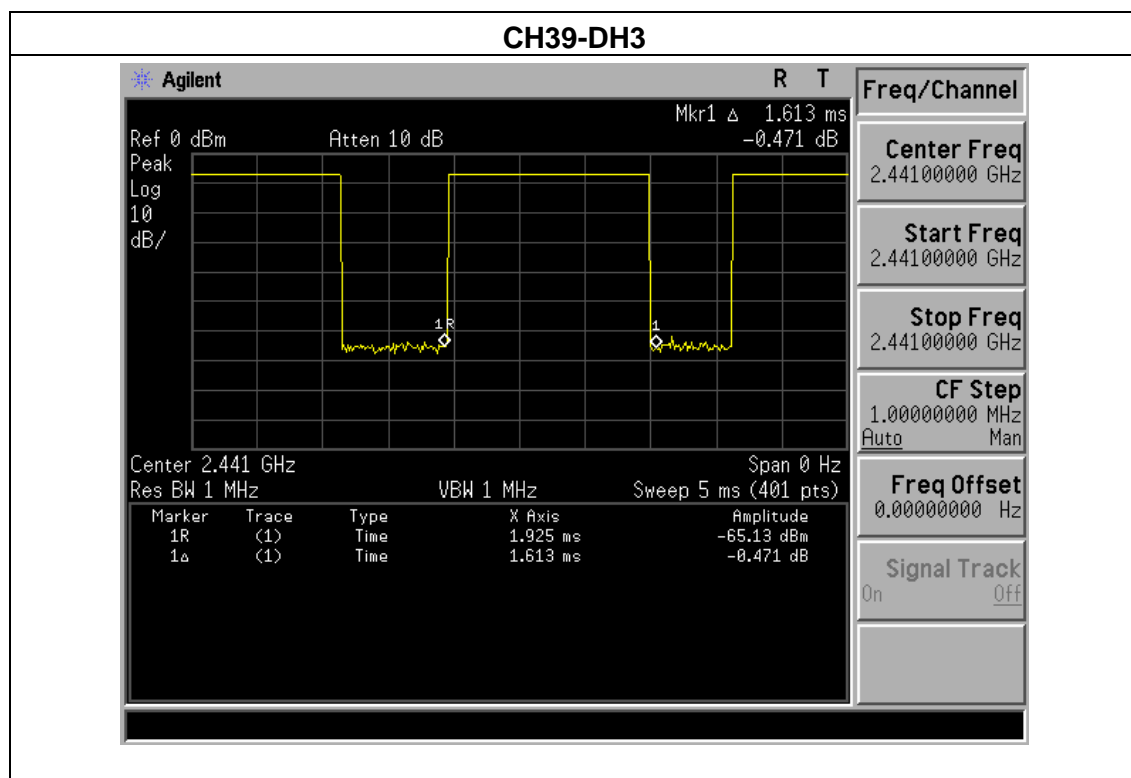 CH39-DH3
Agilent R T
Mkr1 Δ 1.613 ms
Ref 0 dBm Atten 10 dB -0.471 dB
Peak
Log
10
dB/
1R
1
Center 2.441 GHz Span 0 Hz
Res BW 1 MHz VBW 1 MHz Sweep 5 ms (401 pts)
Marker Trace Type X Axis Amplitude
1R (1) Time 1.925 ms -65.13 dBm
1Δ (1) Time 1.613 ms -0.471 dB
Freq/Channel
Center Freq
2.44100000 GHz
Start Freq
2.44100000 GHz
Stop Freq
2.44100000 GHz
CF Step
1.00000000 MHz
Auto Man
Freq Offset
0.00000000 Hz
Signal Track
On Off